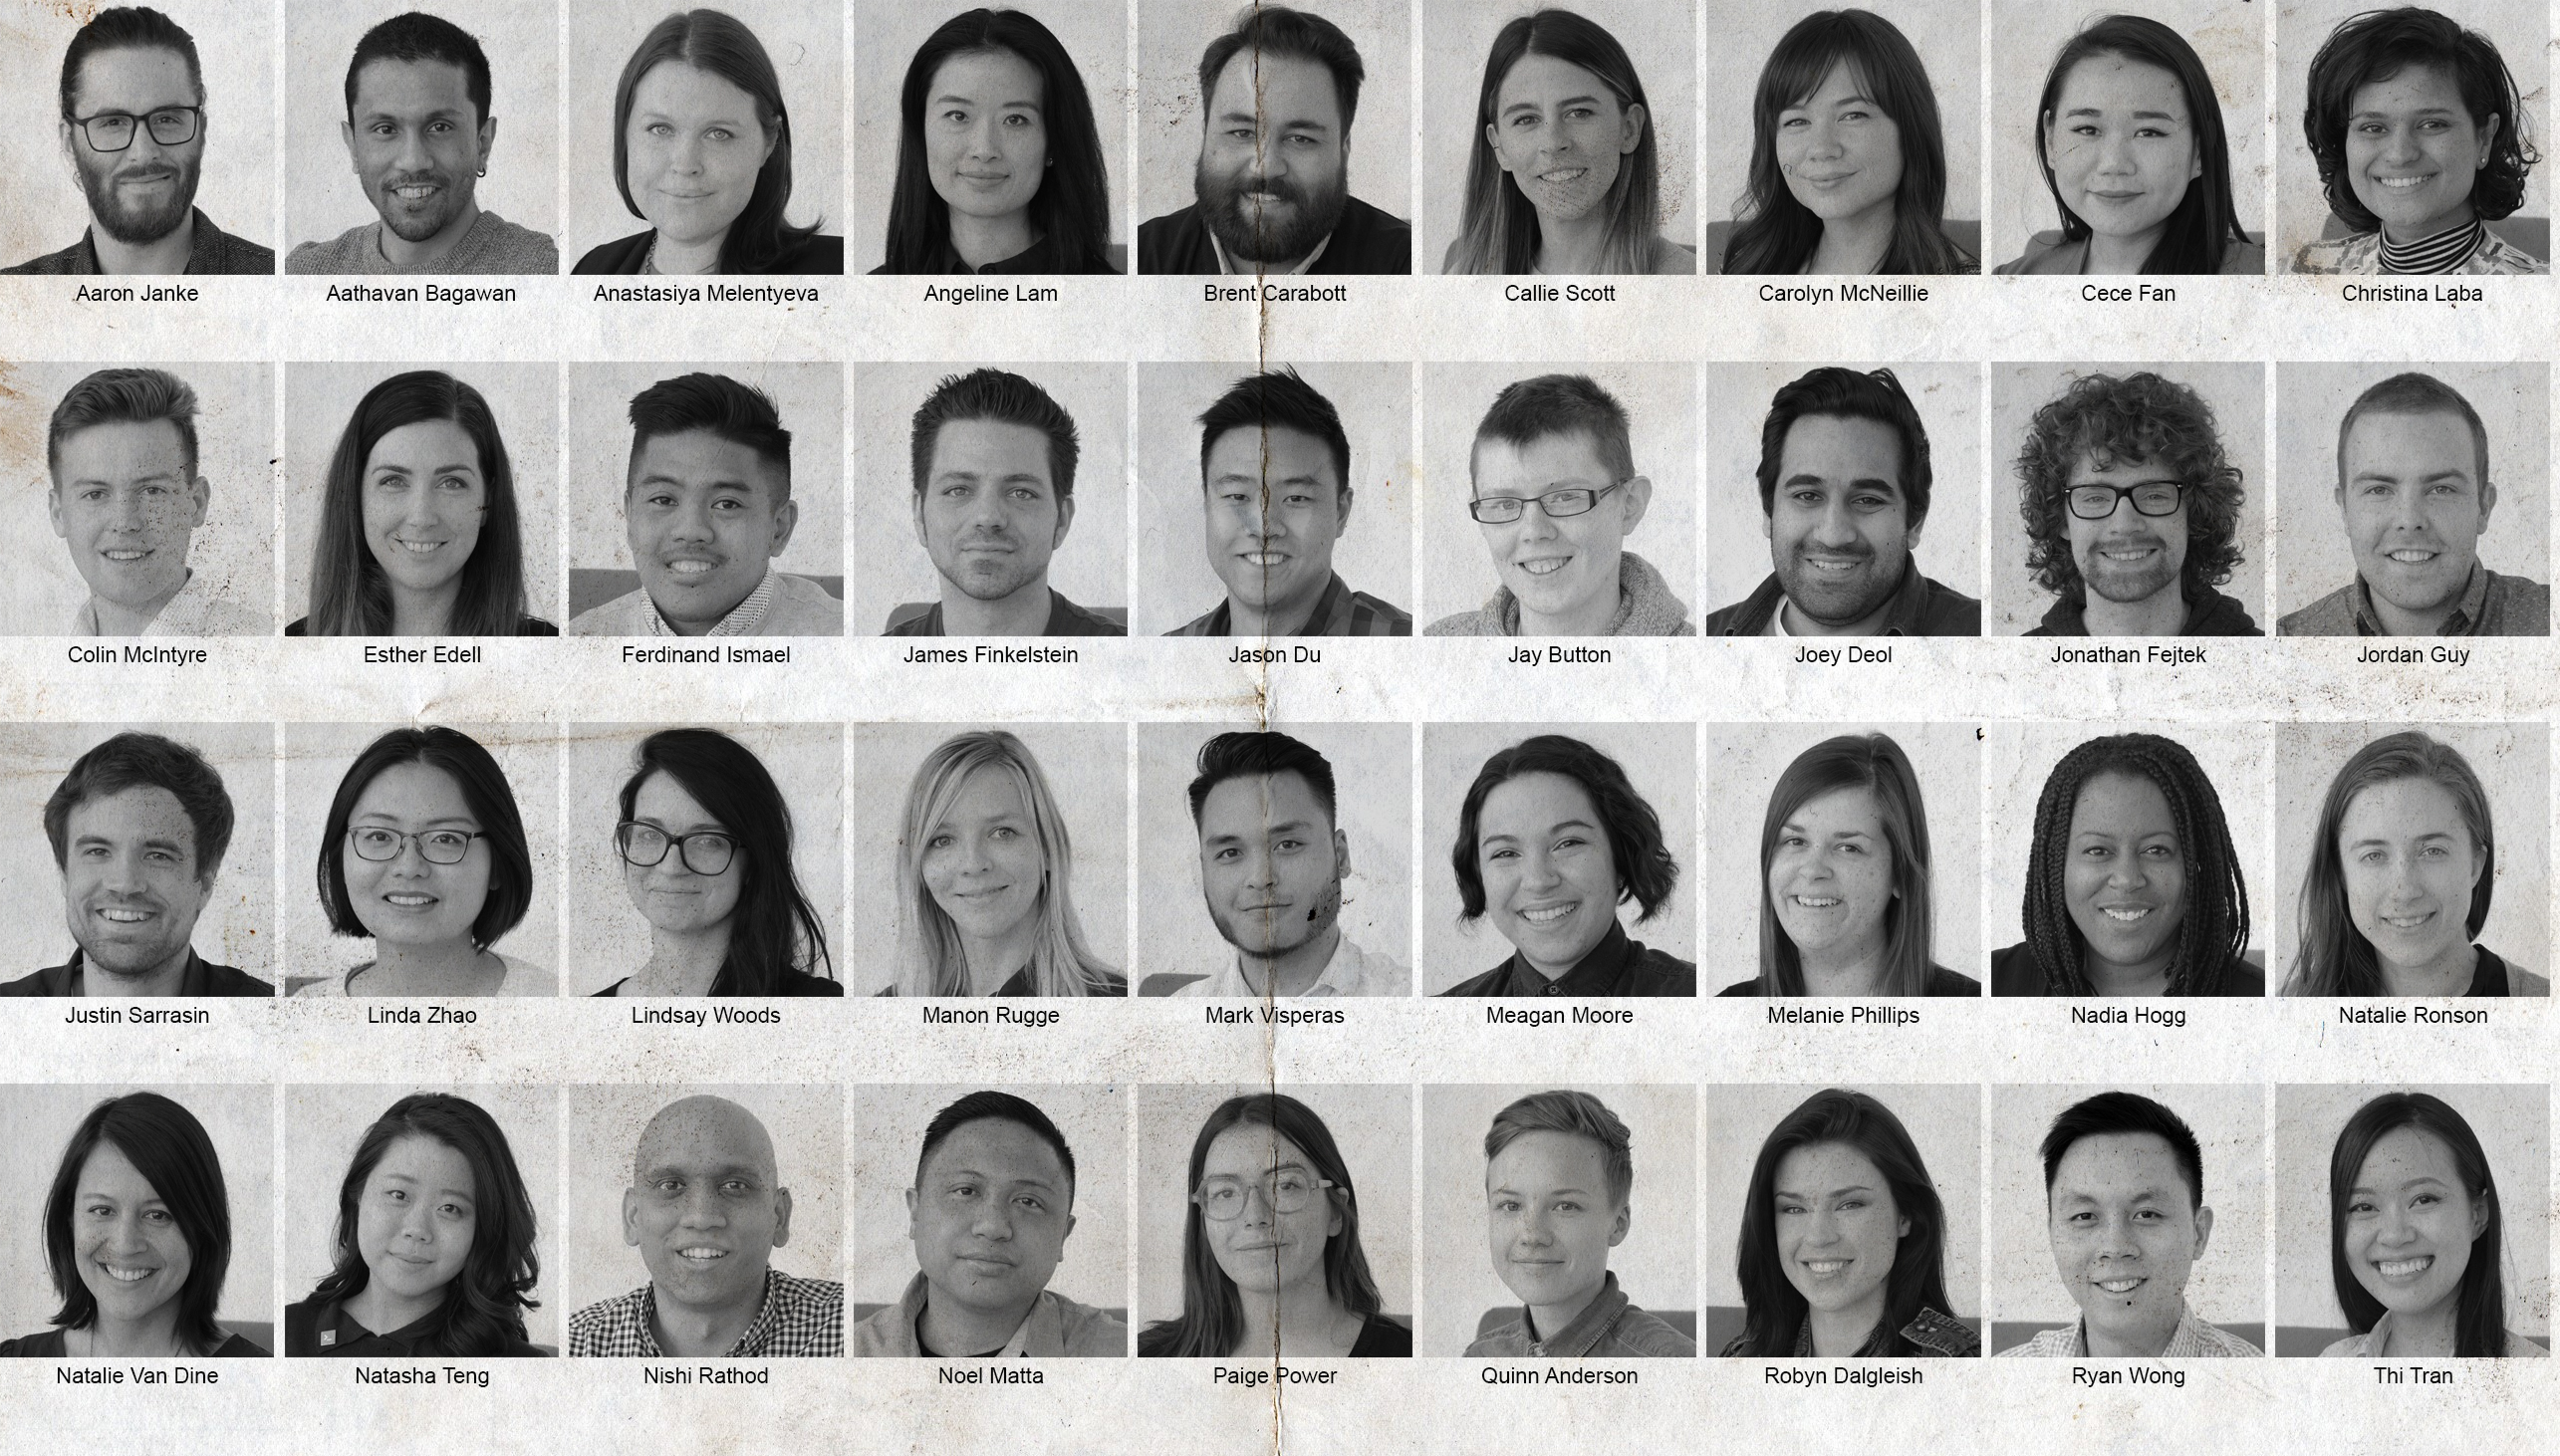 Aaron Janke
Aathavan Bagawan
Anastasiya Melentyeva
Angeline Lam
Brent Carabott
Callie Scott
Carolyn McNeillie
Cece Fan
Christina Laba
Colin McIntyre
Esther Edell
Ferdinand Ismael
James Finkelstein
Jason Du
Jay Button
Joey Deol
Jonathan Fejtek
Jordan Guy
Justin Sarrasin
Linda Zhao
Lindsay Woods
Manon Rugge
Mark Visperas
Meagan Moore
Melanie Phillips
Nadia Hogg
Natalie Ronson
Natalie Van Dine
Natasha Teng
Nishi Rathod
Noel Matta
Paige Power
Quinn Anderson
Robyn Dalgleish
Ryan Wong
Thi Tran